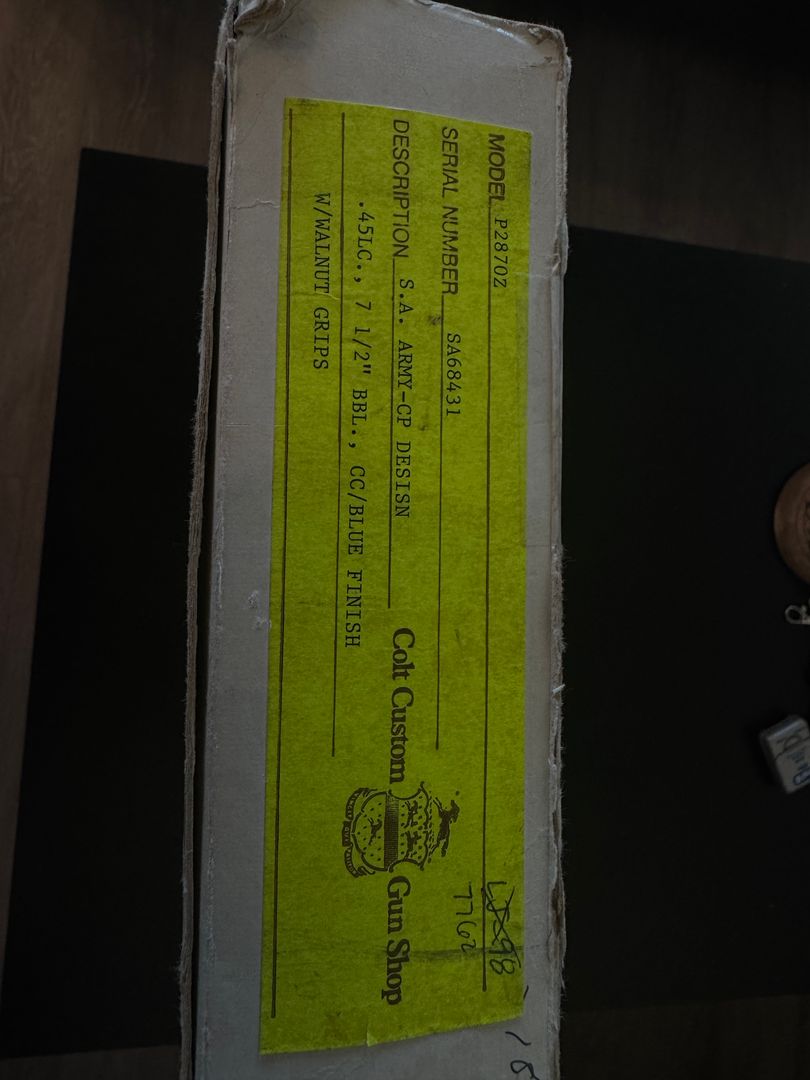 MODEL P2870Z
SERIAL NUMBER SA68431
DESCRIPTION S.A. ARMY-CP DESISN
.45LC., 7 1/2" BBL., CC/BLUE FINISH
W/WALNUT GRIPS
Colt Custom Gun Shop
7762